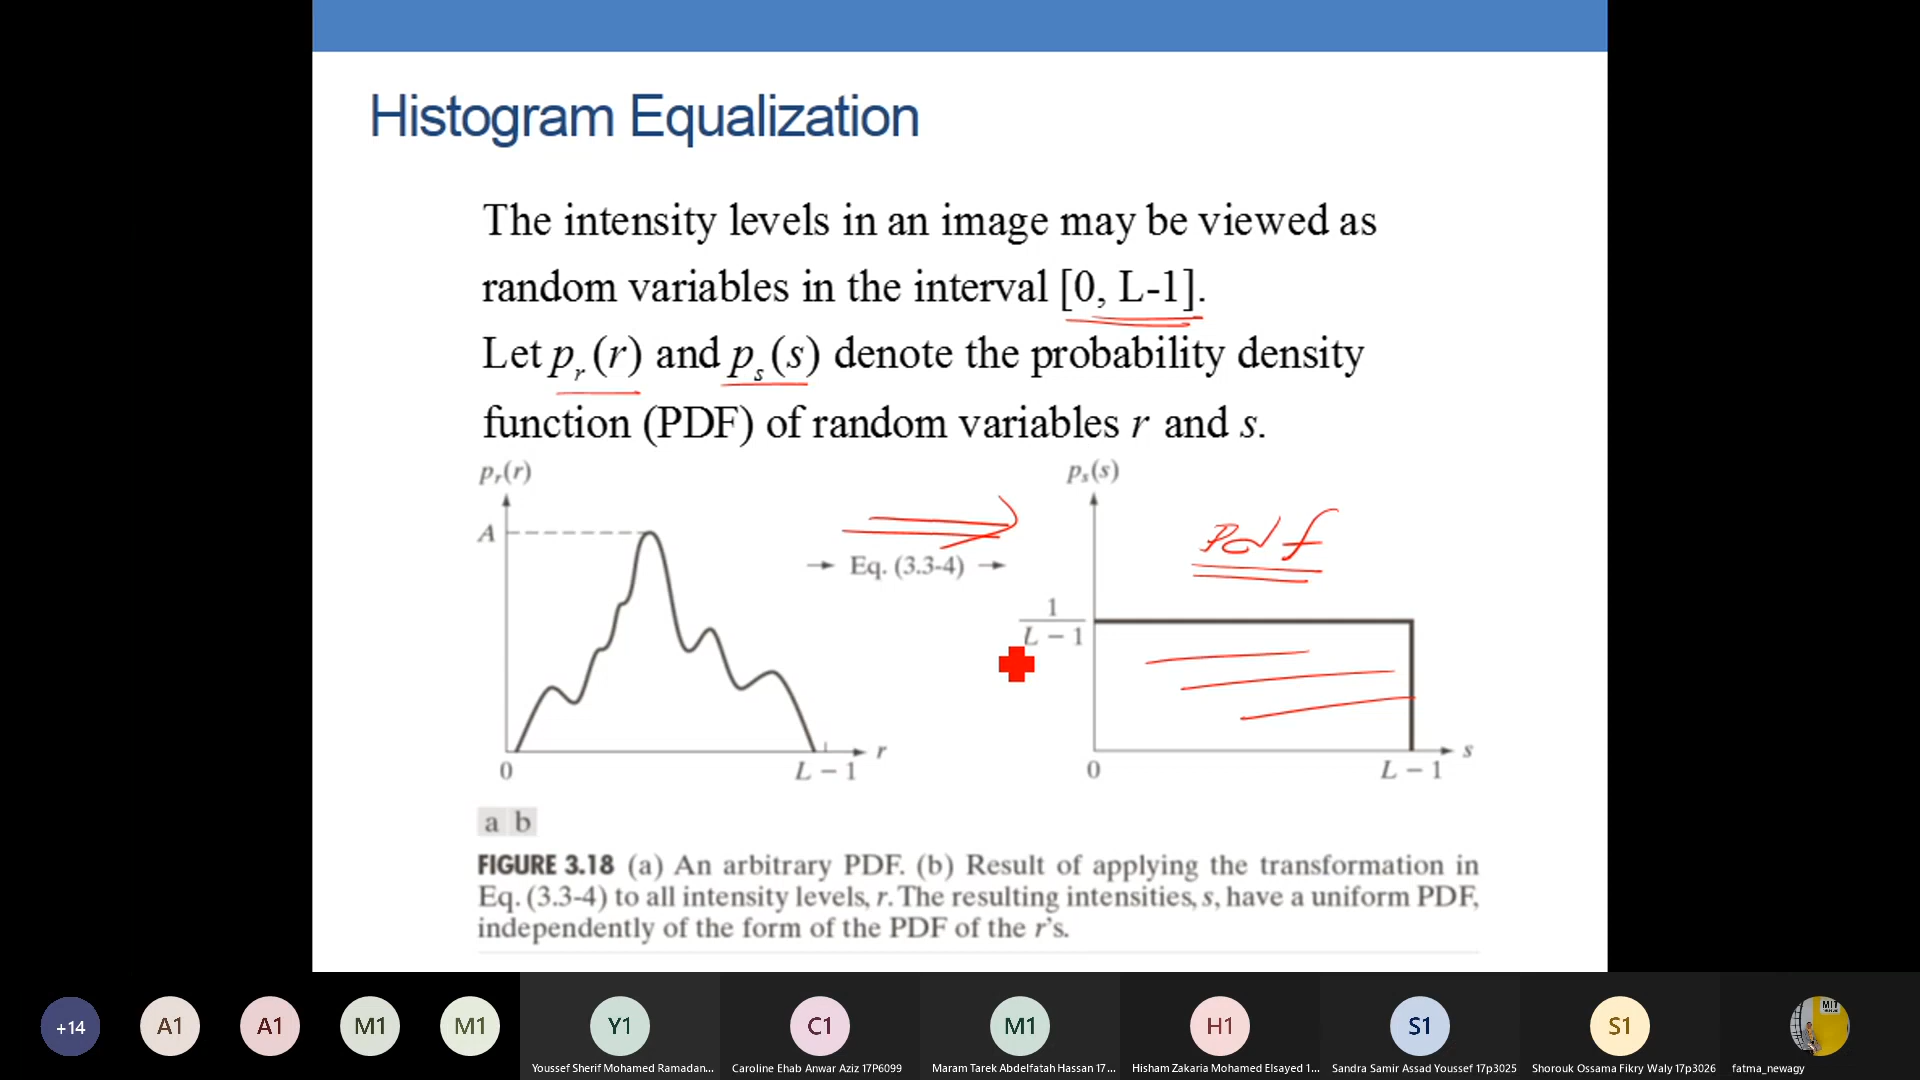 Histogram Equalization
The intensity levels in an image may be viewed as
random variables in the interval [0, L-1].
Let pr(r) and ps(s) denote the probability density
function (PDF) of random variables r and s.
pr(r)
ps(s)
A
Pdf
→ Eq. (3.3-4) →
1
L − 1
r
s
0
L − 1
0
L − 1
a b
FIGURE 3.18 (a) An arbitrary PDF. (b) Result of applying the transformation in
Eq. (3.3-4) to all intensity levels, r. The resulting intensities, s, have a uniform PDF,
independently of the form of the PDF of the r's.
+14
A1
A1
M1
M1
Y1
C1
M1
H1
S1
S1
MIT
Youssef Sherif Mohamed Ramadan...
Caroline Ehab Anwar Aziz 17P6099
Maram Tarek Abdelfatah Hassan 17...
Hisham Zakaria Mohamed Elsayed 1...
Sandra Samir Assad Youssef 17p3025
Shorouk Ossama Fikry Waly 17p3026
fatma_newagy